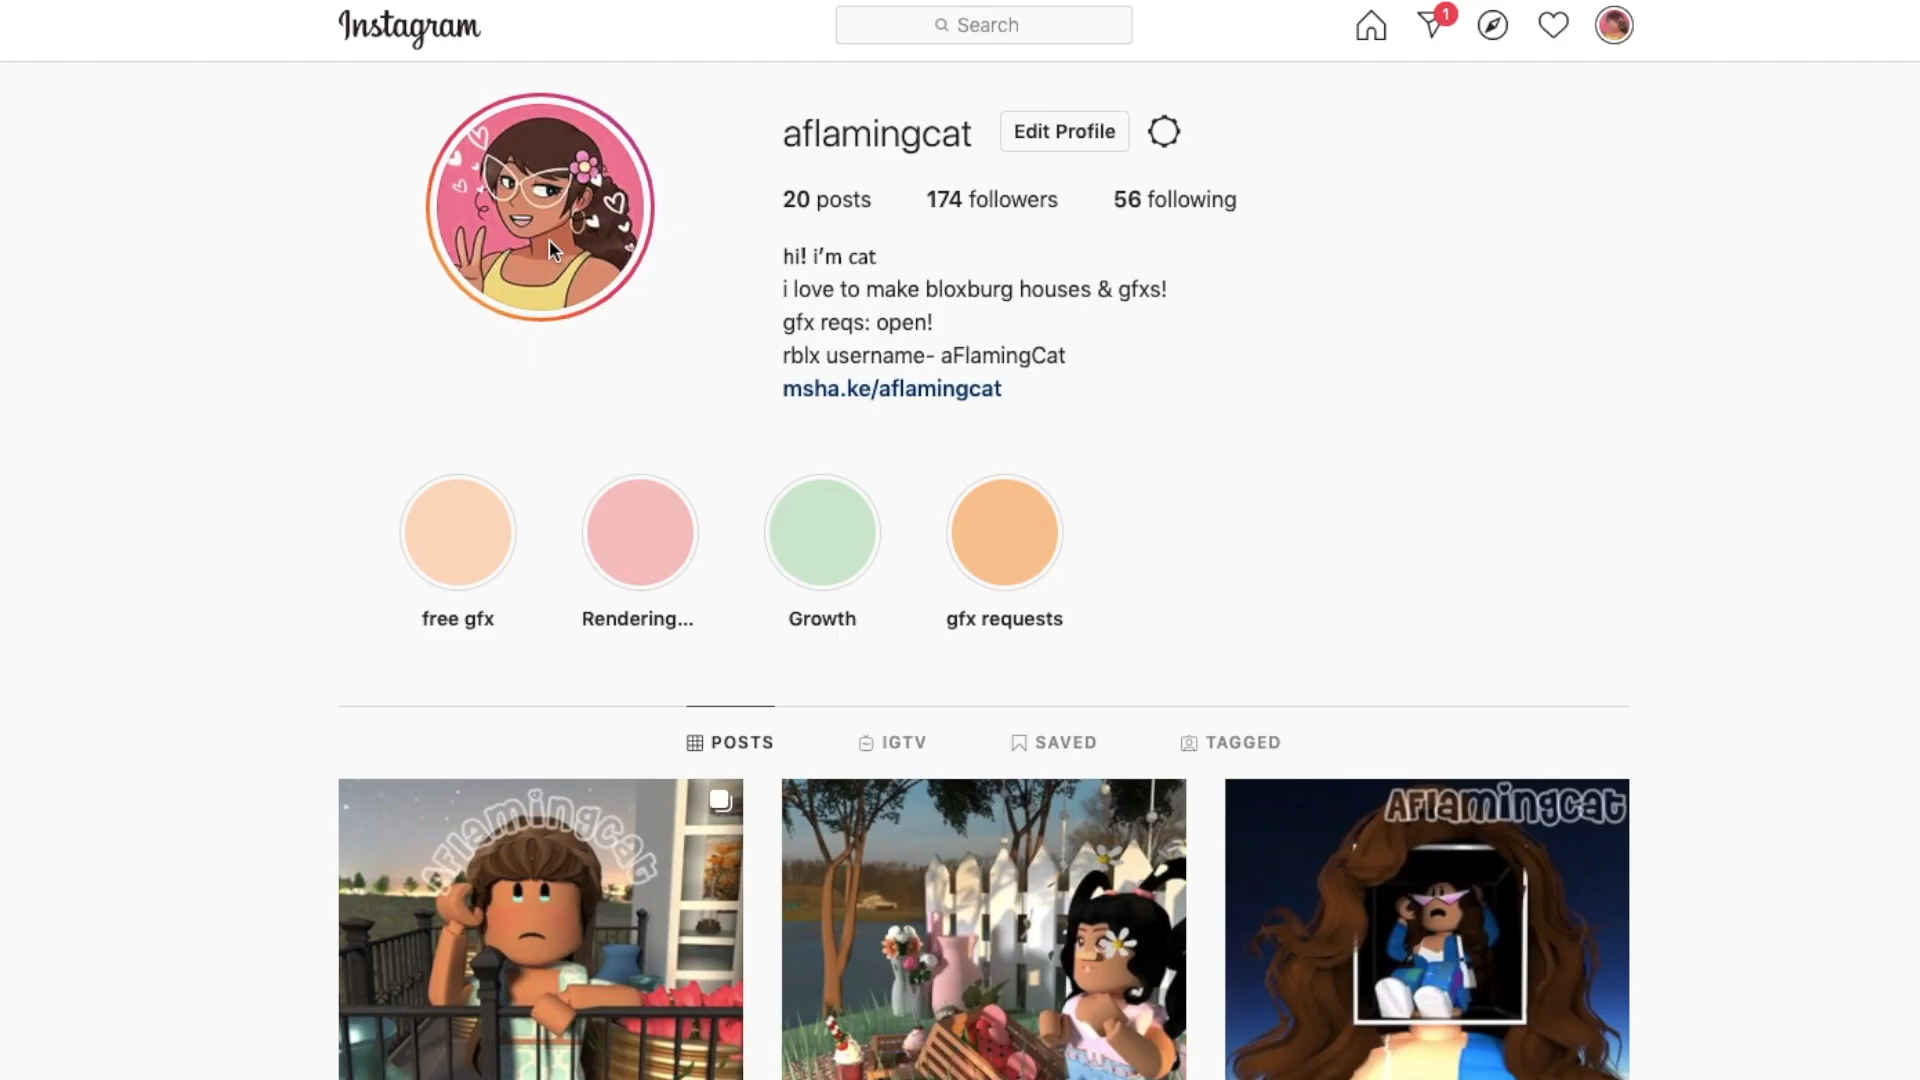 Instagram
Search
1
aflamingcat
Edit Profile
20 posts
174 followers
56 following
hi! i'm cat
i love to make bloxburg houses & gfxs!
gfx reqs: open!
rblx username- aFlamingCat
msha.ke/aflamingcat
free gfx
Rendering...
Growth
gfx requests
POSTS
IGTV
SAVED
TAGGED
aflamingcat
AFlamingcat